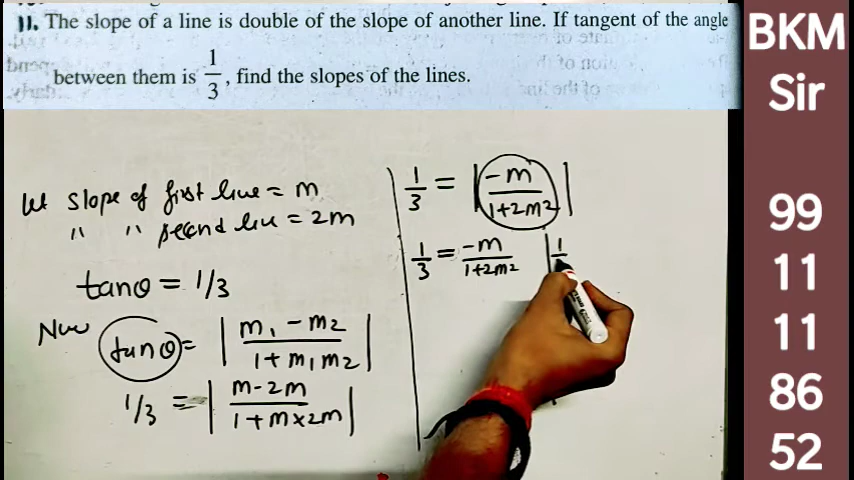 11. The slope of a line is double of the slope of another line. If tangent of the angle
between them is 1/3, find the slopes of the lines.
BKM
Sir
99
11
11
86
52
Let slope of first line = m
" " second line = 2m
tanθ = 1/3
Now tanθ = | m₁ - m₂ / 1 + m₁ m₂ |
1/3 = | m - 2m / 1 + m × 2m |
1/3 = | -m / 1+2m² |
1/3 = -m / 1+2m² | 1